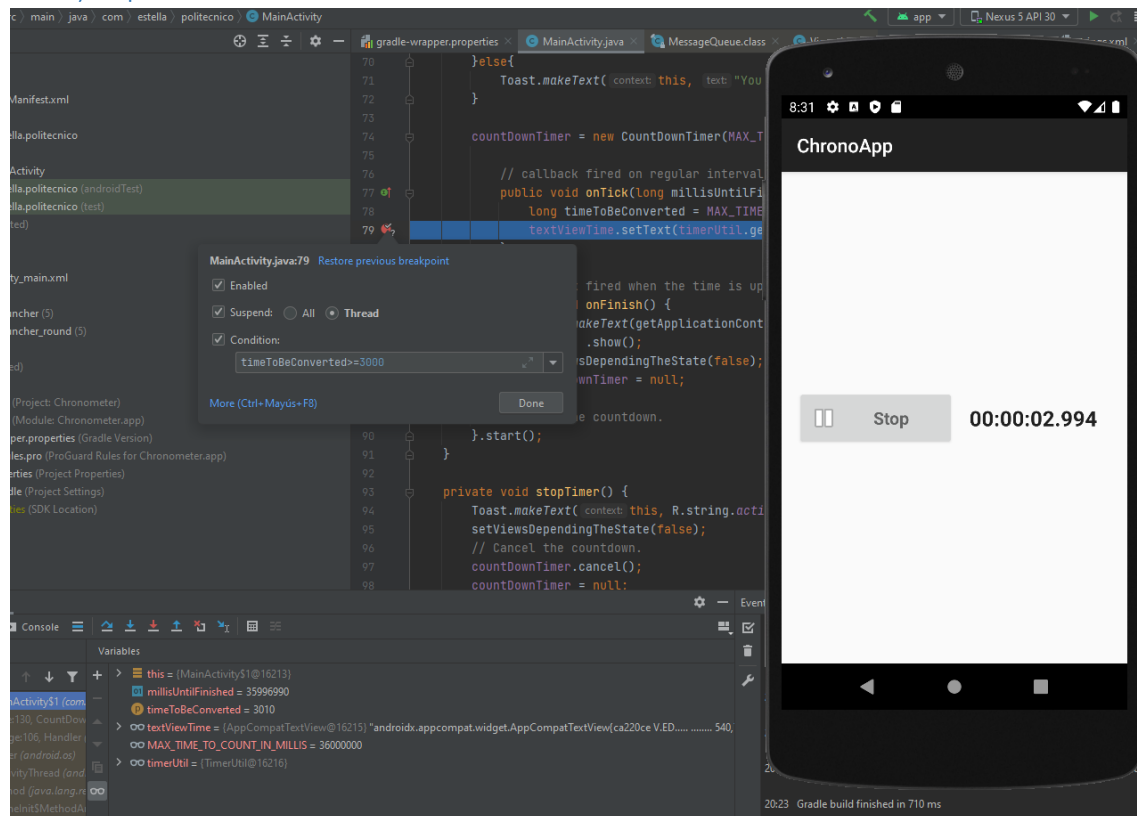 main java com estella politecnico MainActivity
app Nexus 5 API 30
gradle-wrapper.properties MainActivity.java MessageQueue.class
Manifest.xml
ella.politecnico
Activity
ella.politecnico (androidTest)
ella.politecnico (test)
ted)
ty_main.xml
ncher (5)
ncher_round (5)
ed)
(Project: Chronometer)
(Module: Chronometer.app)
per.properties (Gradle Version)
les.pro (ProGuard Rules for Chronometer.app)
erties (Project Properties)
dle (Project Settings)
ties (SDK Location)
70 }else{
71 Toast.makeText( context: this, text: "You
72 }
73
74 countDownTimer = new CountDownTimer(MAX_T
75
76 // callback fired on regular interval
77 public void onTick(long millisUntilFi
78 long timeToBeConverted = MAX_TIME
79 textViewTime.setText(timerUtil.ge
fired when the time is up
onFinish() {
akeText(getApplicationCont
.show();
sDependingTheState(false);
wnTimer = null;
e countdown.
90 }.start();
91 }
92
93 private void stopTimer() {
94 Toast.makeText( context: this, R.string.acti
95 setViewsDependingTheState(false);
96 // Cancel the countdown.
97 countDownTimer.cancel();
98 countDownTimer = null;
MainActivity.java:79 Restore previous breakpoint
Enabled
Suspend: All Thread
Condition:
timeToBeConverted>=3000
More (Ctrl+Mayús+F8) Done
8:31
ChronoApp
Stop 00:00:02.994
Console
Variables
nActivity$1 (com.
e:130, CountDow
ge:106, Handler
er (android.os)
ivityThread (and
hod (java.lang.re
meInit$MethodA
this = {MainActivity$1@16213}
millisUntilFinished = 35996990
timeToBeConverted = 3010
textViewTime = {AppCompatTextView@16215} "androidx.appcompat.widget.AppCompatTextView{ca220ce V.ED..... ........ 540,
MAX_TIME_TO_COUNT_IN_MILLIS = 36000000
timerUtil = {TimerUtil@16216}
Event
20:23 Gradle build finished in 710 ms